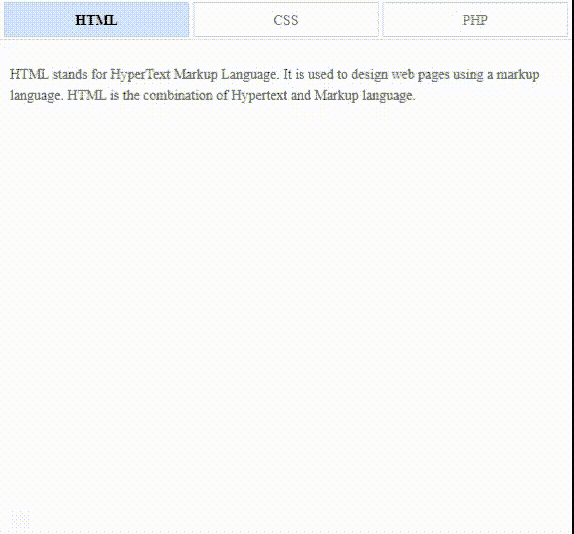 HTML CSS PHP
HTML stands for HyperText Markup Language. It is used to design web pages using a markup
language. HTML is the combination of Hypertext and Markup language.